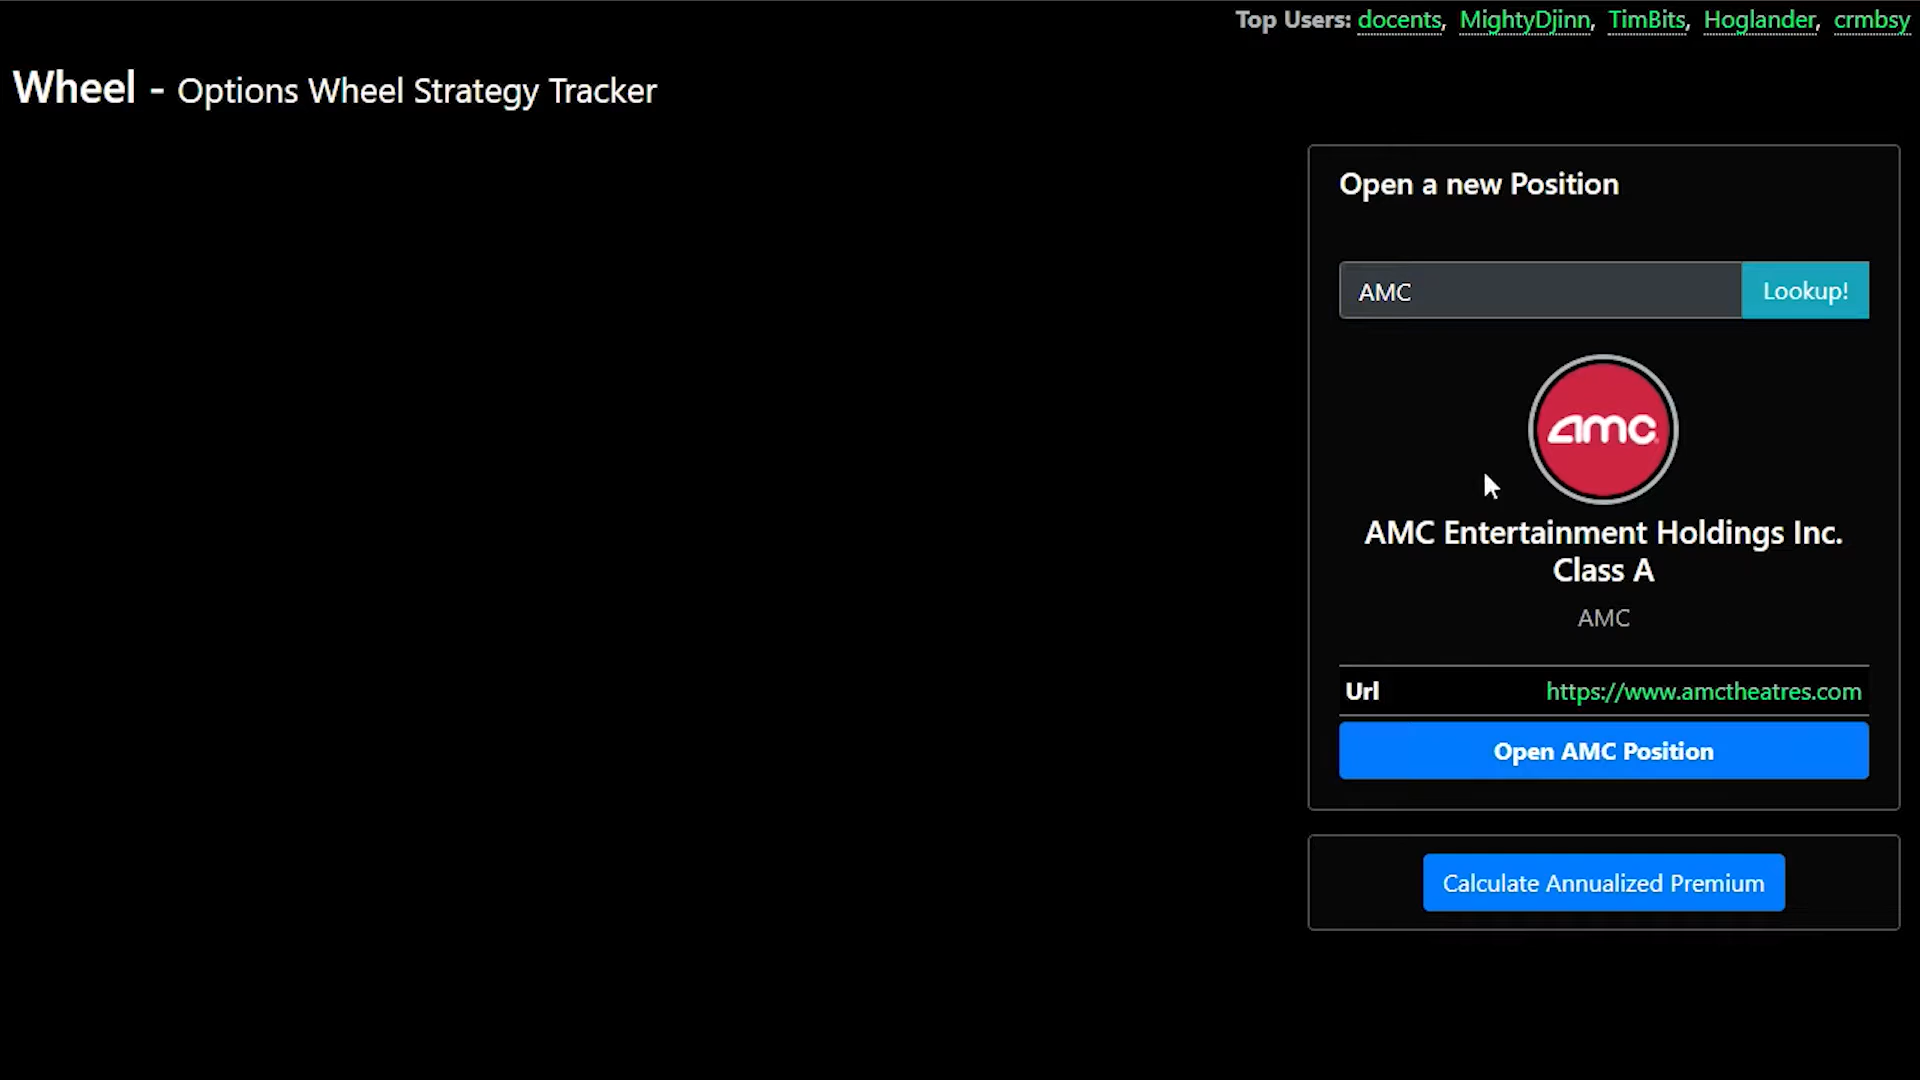 Top Users: docents, MightyDjinn, TimBits, Hoglander, crmbsy
Wheel - Options Wheel Strategy Tracker
Open a new Position
AMC
Lookup!
amc
AMC Entertainment Holdings Inc.
Class A
AMC
Url https://www.amctheatres.com
Open AMC Position
Calculate Annualized Premium